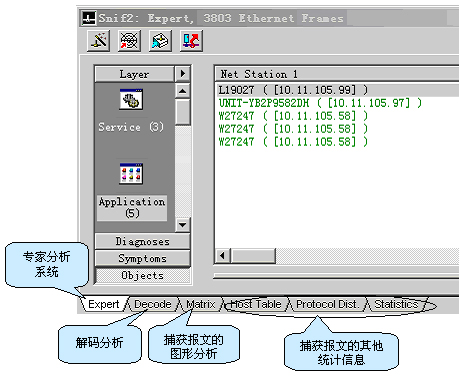 Snif2: Expert, 3803 Ethernet Frames
Layer
Net Station 1
L19027 ( [10.11.105.99] )
UNIT-YB2P9582DH ( [10.11.105.97] )
W27247 ( [10.11.105.58] )
W27247 ( [10.11.105.58] )
W27247 ( [10.11.105.58] )
Service (3)
Application
(5)
Diagnoses
Symptoms
Objects
专家分析
系统
Expert
Decode
Matrix
Host Table
Protocol Dist.
Statistics
解码分析
捕获报文的
图形分析
捕获报文的其他
统计信息